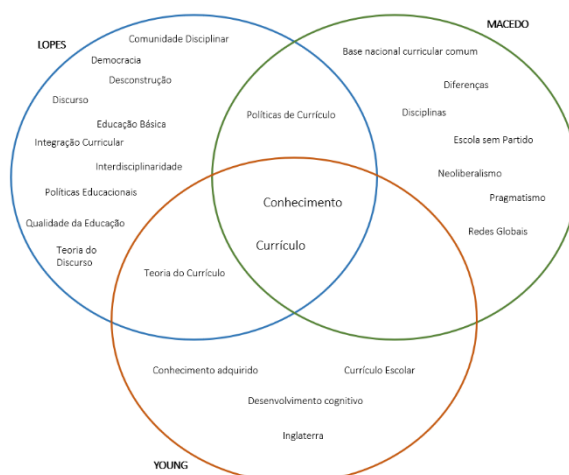 MACEDO
LOPES
Comunidade Disciplinar
Base nacional curricular comum
Democracia
Desconstrução
Diferenças
Discurso
Disciplinas
Políticas de Currículo
Educação Básica
Escola sem Partido
Integração Curricular
Interdisciplinaridade
Neoliberalismo
Políticas Educacionais
Pragmatismo
Conhecimento
Qualidade da Educação
Redes Globais
Currículo
Teoria do
Discurso
Teoria do Currículo
Conhecimento adquirido
Currículo Escolar
Desenvolvimento cognitivo
Inglaterra
YOUNG